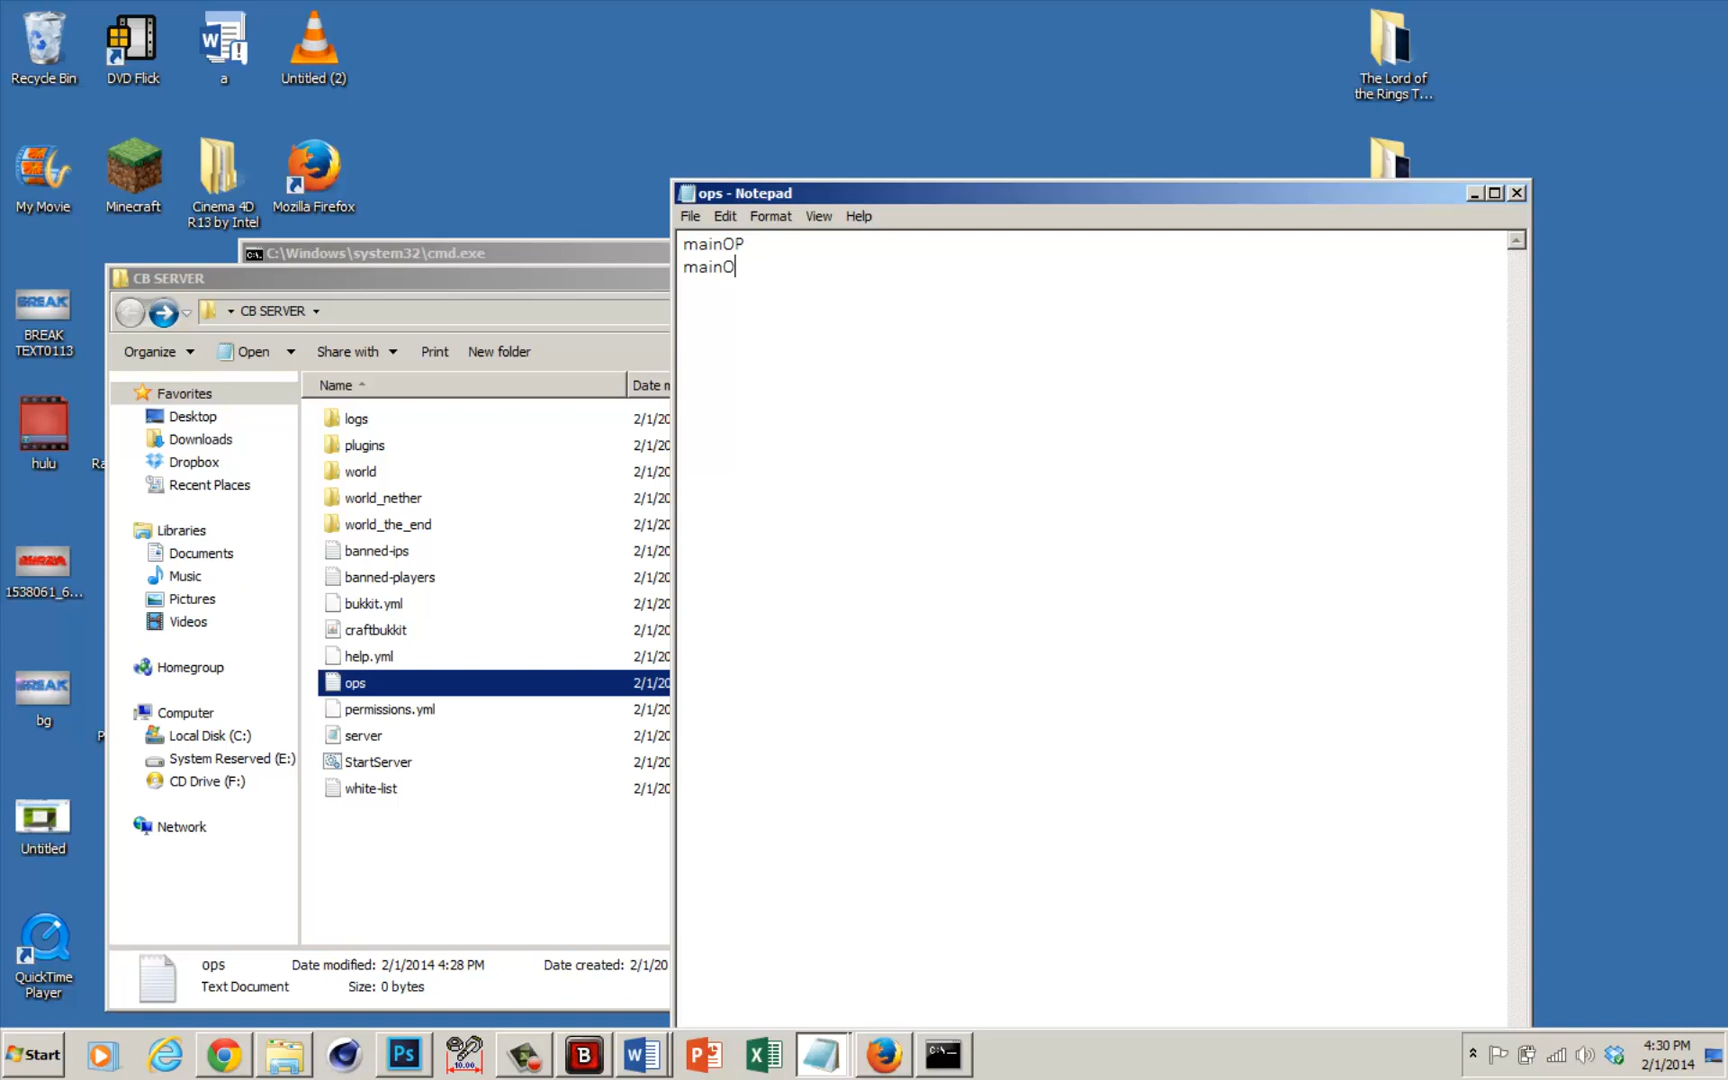 Recycle Bin
DVD Flick
a
Untitled (2)
The Lord of
the Rings T...
My Movie
Minecraft
Cinema 4D
R13 by Intel
Mozilla Firefox
BREAK
BREAK
TEXT0113
hulu
Ra
1538061_6...
BREAK
bg
P
Untitled
QuickTime
Player
C:\Windows\system32\cmd.exe
CB SERVER
CB SERVER
Organize
Open
Share with
Print
New folder
Favorites
Desktop
Downloads
Dropbox
Recent Places
Libraries
Documents
Music
Pictures
Videos
Homegroup
Computer
Local Disk (C:)
System Reserved (E:)
CD Drive (F:)
Network
Name
Date m
logs 2/1/20
plugins 2/1/20
world 2/1/20
world_nether 2/1/20
world_the_end 2/1/20
banned-ips 2/1/20
banned-players 2/1/20
bukkit.yml 2/1/20
craftbukkit 2/1/20
help.yml 2/1/20
ops 2/1/20
permissions.yml 2/1/20
server 2/1/20
StartServer 2/1/20
white-list 2/1/20
ops Date modified: 2/1/2014 4:28 PM Date created: 2/1/20
Text Document Size: 0 bytes
ops - Notepad
File Edit Format View Help
mainOP
mainO
Start
Ps
10.00
B
4:30 PM
2/1/2014